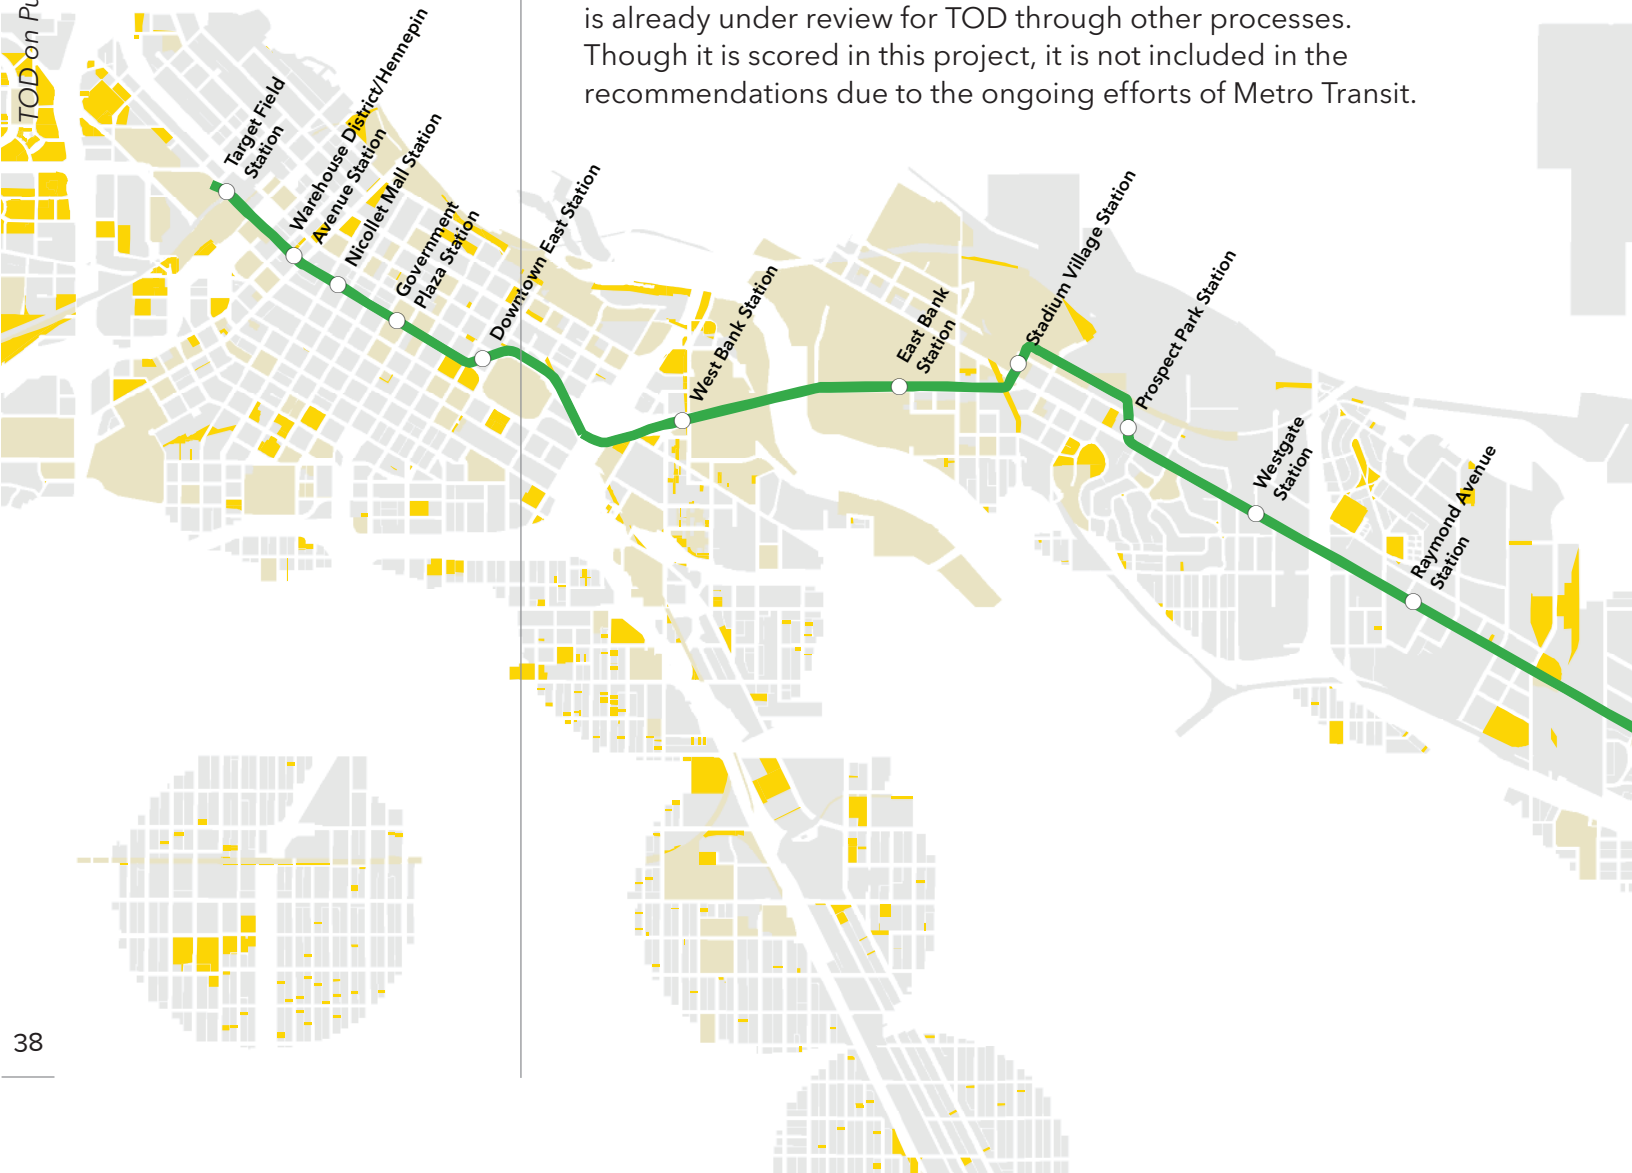 TOD on Pu
is already under review for TOD through other processes.
Though it is scored in this project, it is not included in the
recommendations due to the ongoing efforts of Metro Transit.
Target Field
Station
Warehouse District/Hennepin
Avenue Station
Nicollet Mall Station
Government
Plaza Station
Downtown East Station
West Bank Station
East Bank
Station
Stadium Village Station
Prospect Park Station
Westgate
Station
Raymond Avenue
Station
38